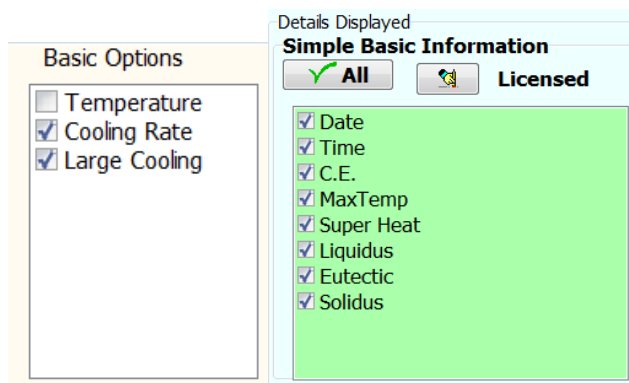 Basic Options
Temperature
Cooling Rate
Large Cooling
Details Displayed
Simple Basic Information
All
Licensed
Date
Time
C.E.
MaxTemp
Super Heat
Liquidus
Eutectic
Solidus